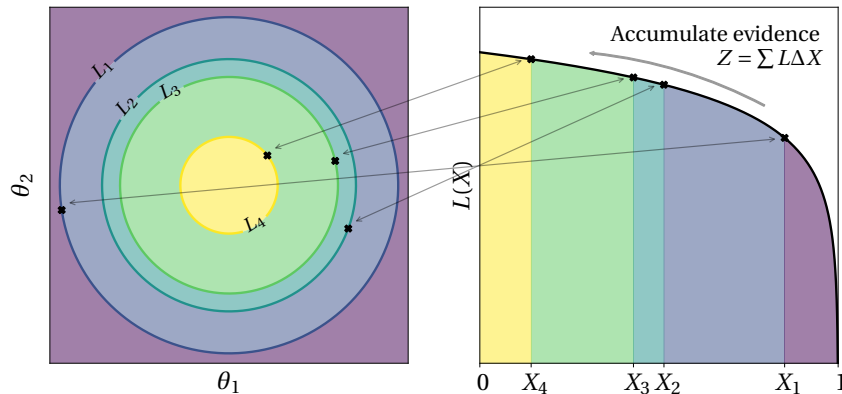 L₁
L₂
L₃
L₄
θ₂
θ₁
Accumulate evidence
Z = ∑ LΔX
L(X)
0 X₄ X₃ X₂ X₁ 1